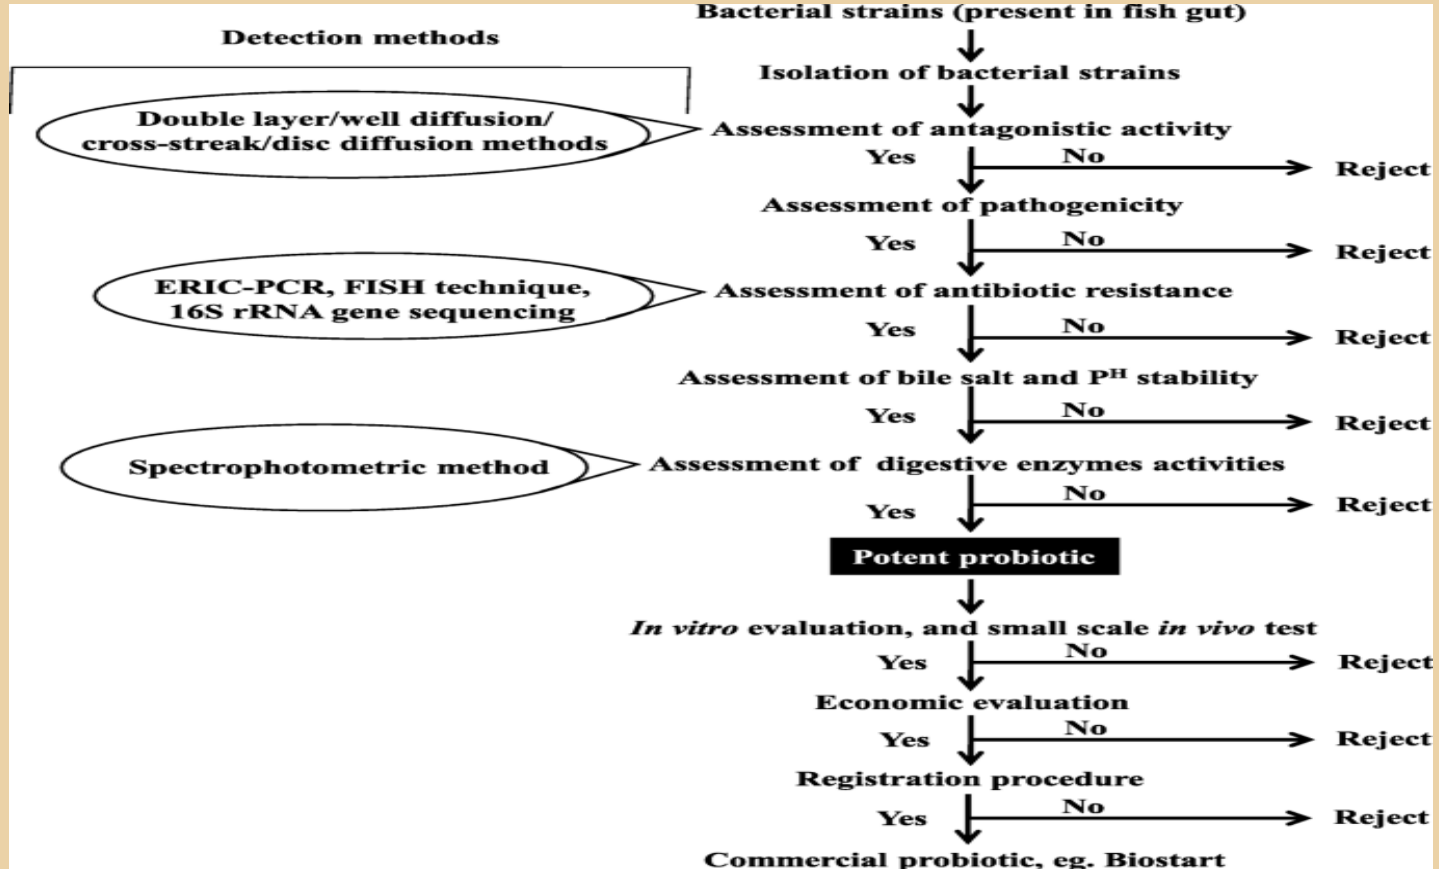 Bacterial strains (present in fish gut)
Detection methods
Isolation of bacterial strains
Double layer/well diffusion/
cross-streak/disc diffusion methods
Assessment of antagonistic activity
Yes No Reject
Assessment of pathogenicity
Yes No Reject
ERIC-PCR, FISH technique,
16S rRNA gene sequencing
Assessment of antibiotic resistance
Yes No Reject
Assessment of bile salt and Pᴴ stability
Yes No Reject
Spectrophotometric method
Assessment of digestive enzymes activities
Yes No Reject
Potent probiotic
In vitro evaluation, and small scale in vivo test
Yes No Reject
Economic evaluation
Yes No Reject
Registration procedure
Yes No Reject
Commercial probiotic, eg. Biostart